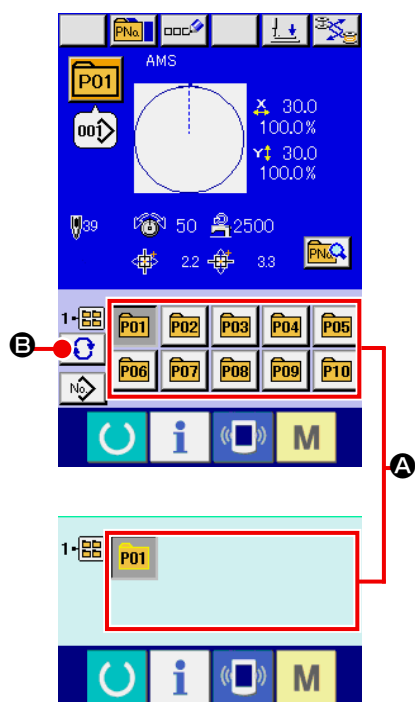 PNo.
AMS
P01
001
X 30.0
100.0%
Y 30.0
100.0%
39 50 2500
2.2 3.3
PNo.
1-
P01 P02 P03 P04 P05
B
P06 P07 P08 P09 P10
No.
i M
A
1-
P01
i M